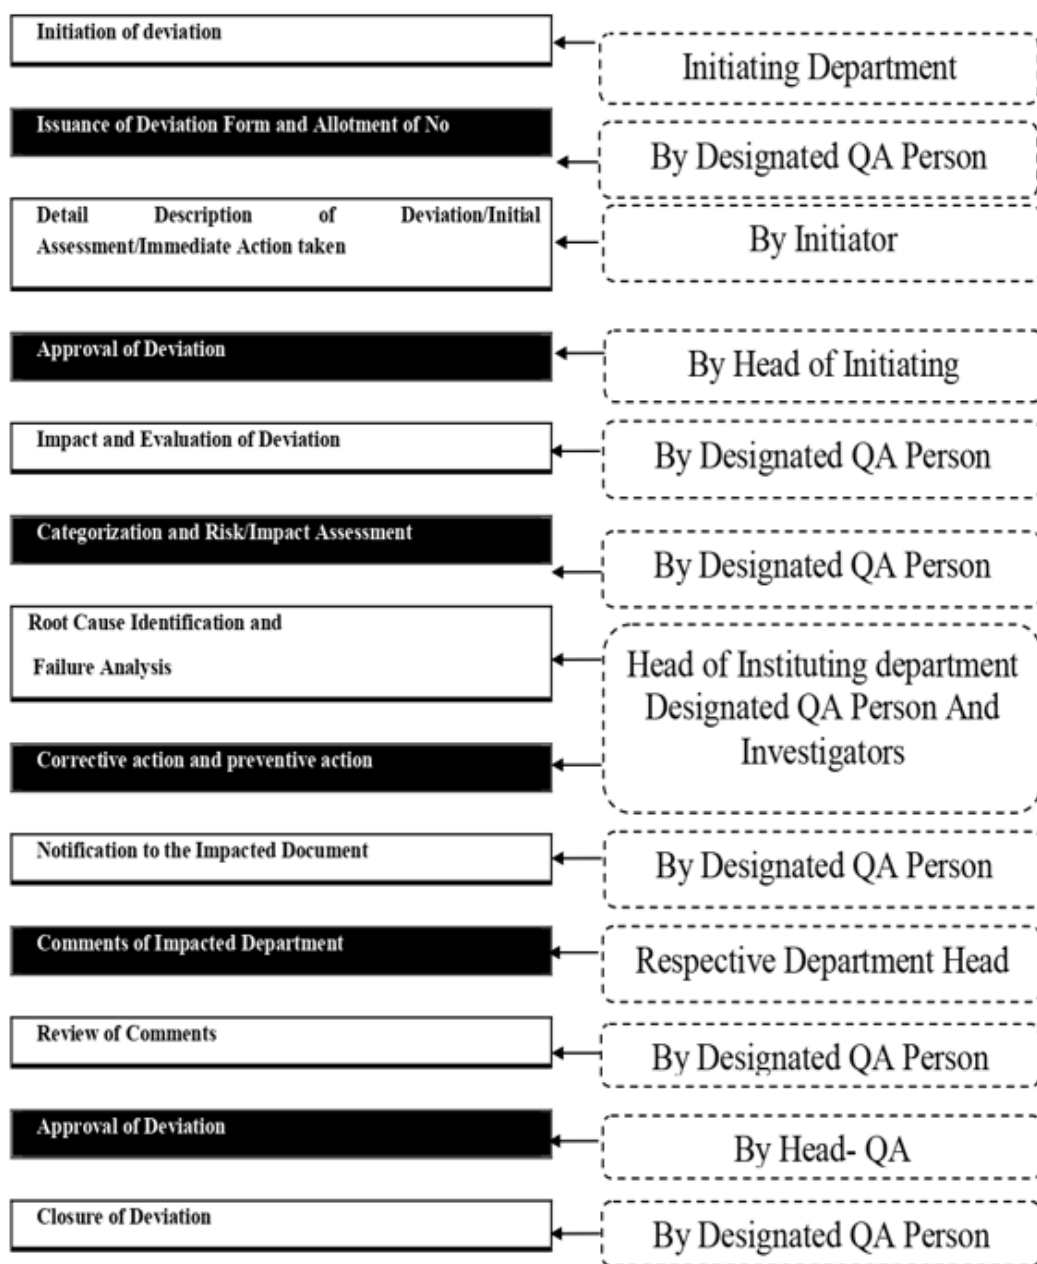 Initiation of deviation
Initiating Department
Issuance of Deviation Form and Allotment of No
By Designated QA Person
Detail Description of Deviation/Initial
Assessment/Immediate Action taken
By Initiator
Approval of Deviation
By Head of Initiating
Impact and Evaluation of Deviation
By Designated QA Person
Categorization and Risk/Impact Assessment
By Designated QA Person
Root Cause Identification and
Failure Analysis
Head of Instituting department
Designated QA Person And
Investigators
Corrective action and preventive action
Notification to the Impacted Document
By Designated QA Person
Comments of Impacted Department
Respective Department Head
Review of Comments
By Designated QA Person
Approval of Deviation
By Head- QA
Closure of Deviation
By Designated QA Person